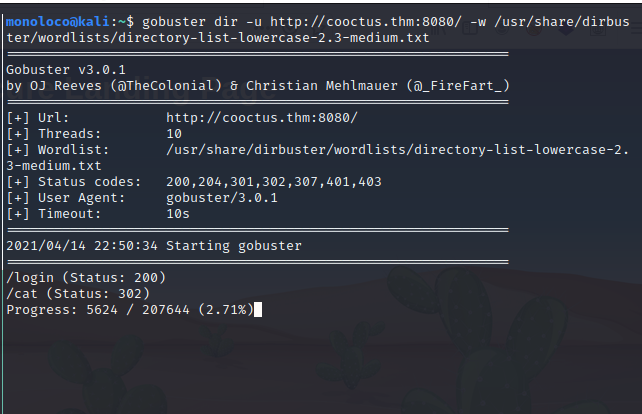 monoloco@kali:~$ gobuster dir -u http://cooctus.thm:8080/ -w /usr/share/dirbus
ter/wordlists/directory-list-lowercase-2.3-medium.txt
===============================================================
Gobuster v3.0.1
by OJ Reeves (@TheColonial) & Christian Mehlmauer (@_FireFart_)
===============================================================
[+] Url:            http://cooctus.thm:8080/
[+] Threads:        10
[+] Wordlist:       /usr/share/dirbuster/wordlists/directory-list-lowercase-2.
3-medium.txt
[+] Status codes:   200,204,301,302,307,401,403
[+] User Agent:     gobuster/3.0.1
[+] Timeout:        10s
===============================================================
2021/04/14 22:50:34 Starting gobuster
===============================================================
/login (Status: 200)
/cat (Status: 302)
Progress: 5624 / 207644 (2.71%)